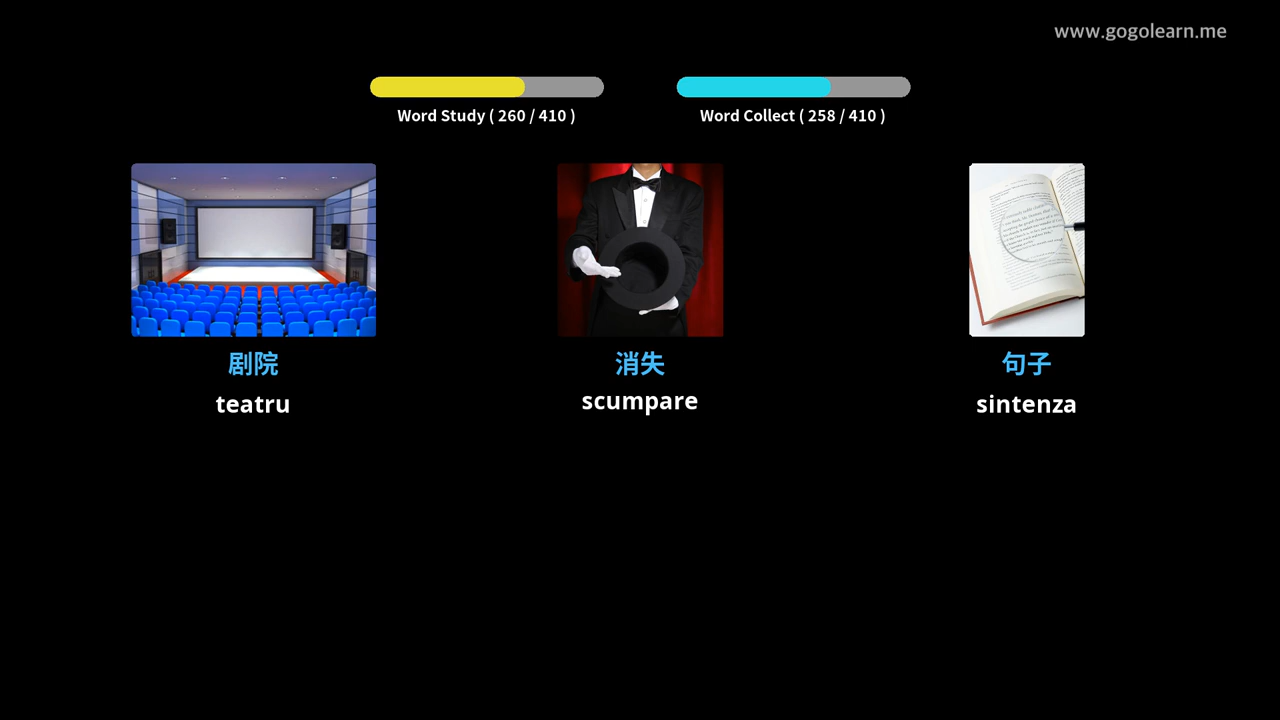 www.gogolearn.me
Word Study ( 260 / 410 )
Word Collect ( 258 / 410 )
剧院
teatru
消失
scumpare
句子
sintenza